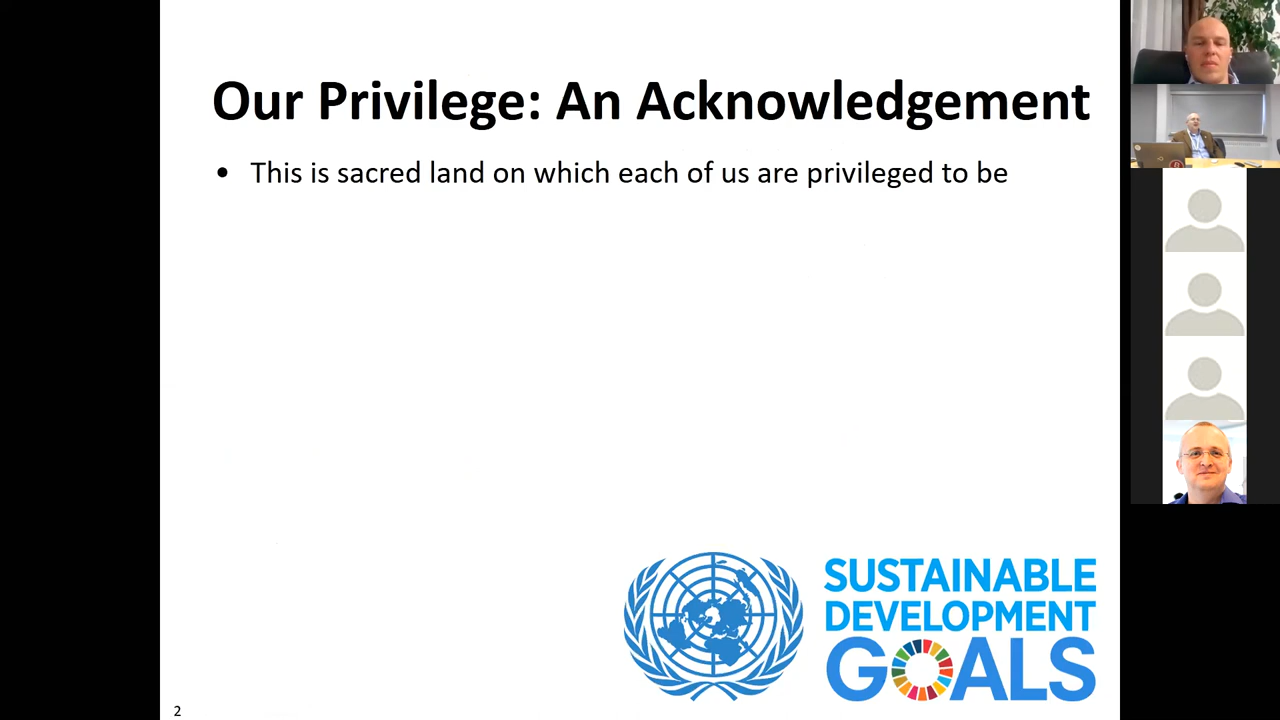 Our Privilege: An Acknowledgement
• This is sacred land on which each of us are privileged to be
SUSTAINABLE
DEVELOPMENT
GOALS
2